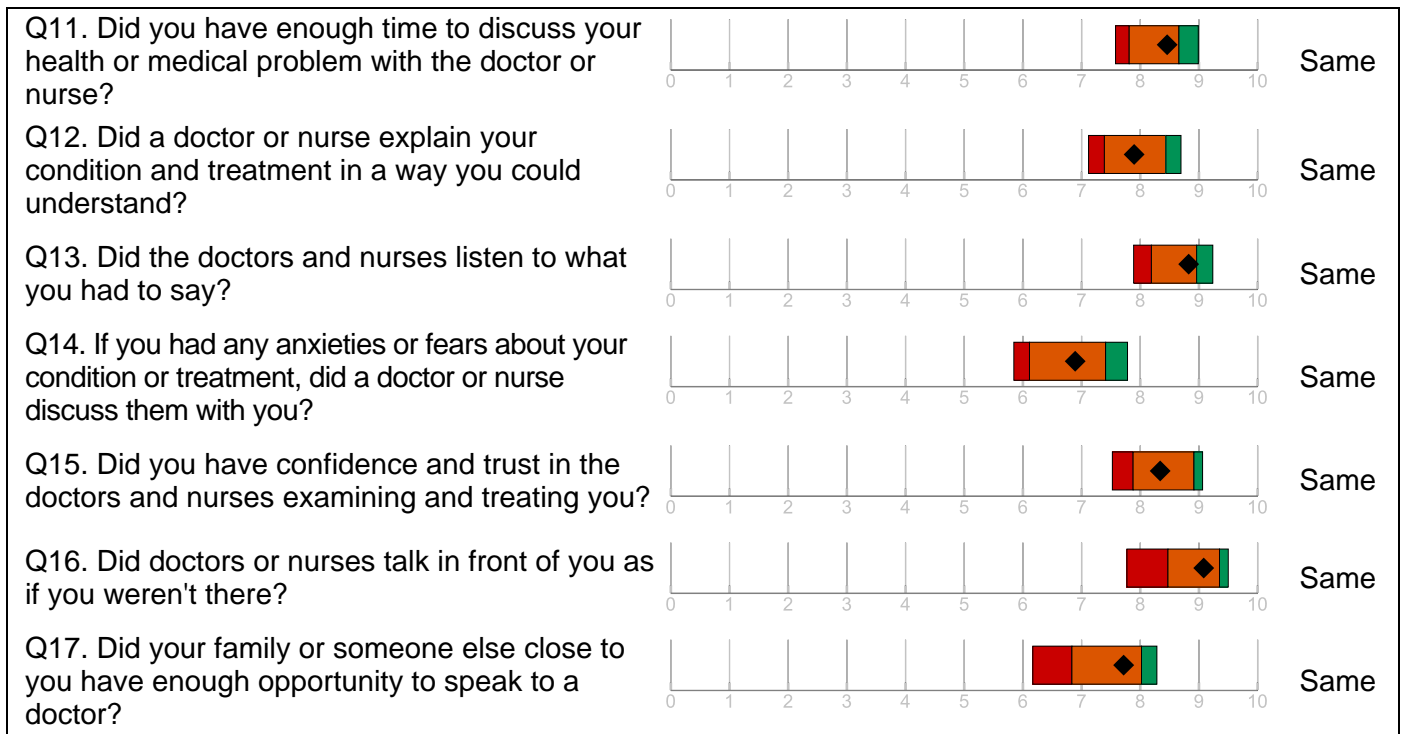 Q11. Did you have enough time to discuss your
health or medical problem with the doctor or
nurse?
0 1 2 3 4 5 6 7 8 9 10
Same
Q12. Did a doctor or nurse explain your
condition and treatment in a way you could
understand?
0 1 2 3 4 5 6 7 8 9 10
Same
Q13. Did the doctors and nurses listen to what
you had to say?
0 1 2 3 4 5 6 7 8 9 10
Same
Q14. If you had any anxieties or fears about your
condition or treatment, did a doctor or nurse
discuss them with you?
0 1 2 3 4 5 6 7 8 9 10
Same
Q15. Did you have confidence and trust in the
doctors and nurses examining and treating you?
0 1 2 3 4 5 6 7 8 9 10
Same
Q16. Did doctors or nurses talk in front of you as
if you weren't there?
0 1 2 3 4 5 6 7 8 9 10
Same
Q17. Did your family or someone else close to
you have enough opportunity to speak to a
doctor?
0 1 2 3 4 5 6 7 8 9 10
Same